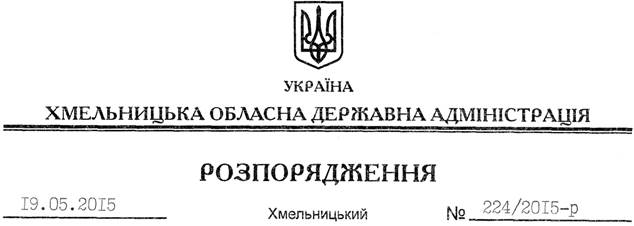 УКРАЇНА
ХМЕЛЬНИЦЬКА ОБЛАСНА ДЕРЖАВНА АДМІНІСТРАЦІЯ
РОЗПОРЯДЖЕННЯ
19.05.2015 Хмельницький № 224/2015-р